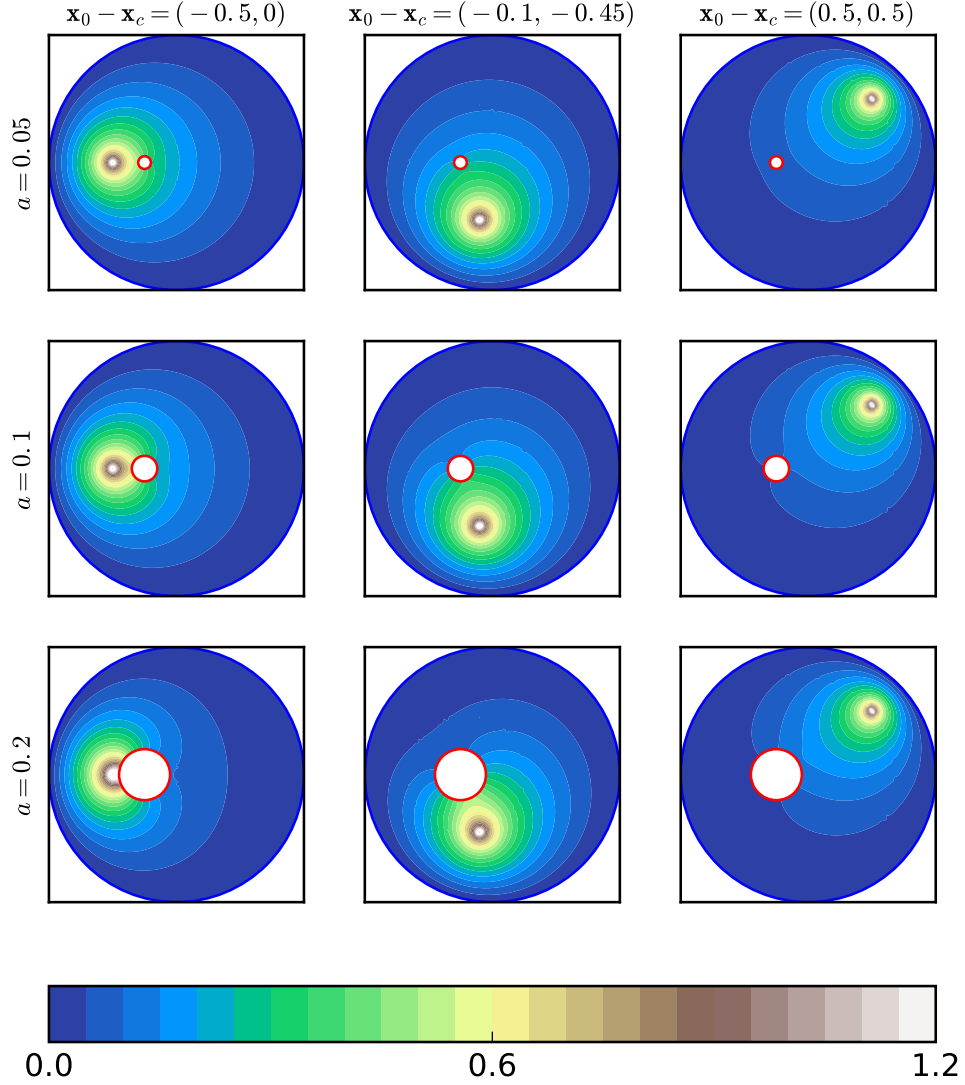 𝐱₀ − 𝐱_c = (−0.5, 0)
𝐱₀ − 𝐱_c = (−0.1, −0.45)
𝐱₀ − 𝐱_c = (0.5, 0.5)
a = 0.05
a = 0.1
a = 0.2
0.0 0.6 1.2